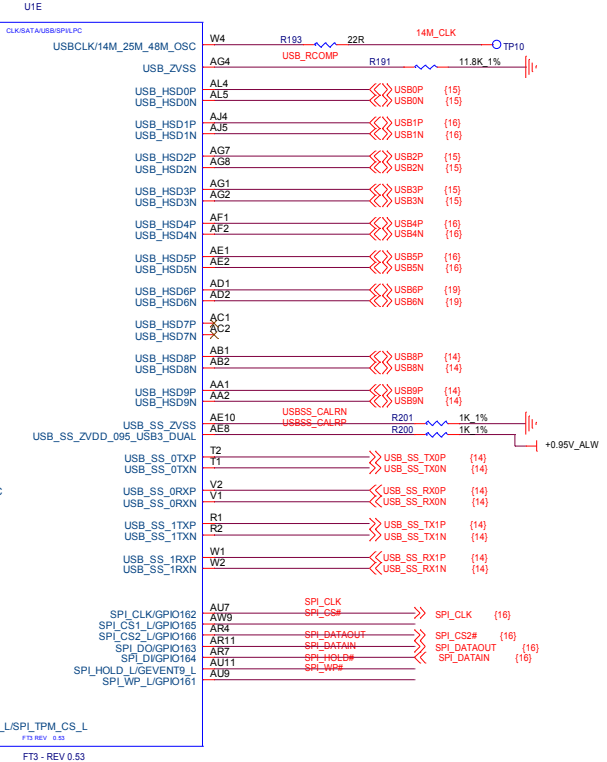 U1E
CLK/SATA/USB/SPI/LPC
USBCLK/14M_25M_48M_OSC W4 R193 22R 14M_CLK TP10
USB_ZVSS AG4 USB_RCOMP R191 11.8K_1%
USB_HSD0P AL4 USB0P {15}
USB_HSD0N AL5 USB0N {15}
USB_HSD1P AJ4 USB1P {16}
USB_HSD1N AJ5 USB1N {16}
USB_HSD2P AG7 USB2P {15}
USB_HSD2N AG8 USB2N {15}
USB_HSD3P AG1 USB3P {15}
USB_HSD3N AG2 USB3N {15}
USB_HSD4P AF1 USB4P {16}
USB_HSD4N AF2 USB4N {16}
USB_HSD5P AE1 USB5P {16}
USB_HSD5N AE2 USB5N {16}
USB_HSD6P AD1 USB6P {19}
USB_HSD6N AD2 USB6N {19}
USB_HSD7P AC1
USB_HSD7N AC2
USB_HSD8P AB1 USB8P {14}
USB_HSD8N AB2 USB8N {14}
USB_HSD9P AA1 USB9P {14}
USB_HSD9N AA2 USB9N {14}
USB_SS_ZVSS AE10 USBSS_CALRN R201 1K_1%
USB_SS_ZVDD_095_USB3_DUAL AE8 USBSS_CALRP R200 1K_1% +0.95V_ALW
USB_SS_0TXP T2 USB_SS_TX0P {14}
USB_SS_0TXN T1 USB_SS_TX0N {14}
USB_SS_0RXP V2 USB_SS_RX0P {14}
USB_SS_0RXN V1 USB_SS_RX0N {14}
USB_SS_1TXP R1 USB_SS_TX1P {14}
USB_SS_1TXN R2 USB_SS_TX1N {14}
USB_SS_1RXP W1 USB_SS_RX1P {14}
USB_SS_1RXN W2 USB_SS_RX1N {14}
SPI_CLK/GPIO162 AU7 SPI_CLK SPI_CLK {16}
SPI_CS1_L/GPIO165 AW9 SPI_CS#
SPI_CS2_L/GPIO166 AR4 SPI_CS2# {16}
SPI_DO/GPIO163 AR11 SPI_DATAOUT SPI_DATAOUT {16}
SPI_DI/GPIO164 AR7 SPI_DATAIN SPI_DATAIN {16}
SPI_HOLD_L/GEVENT9_L AU11 SPI_HOLD#
SPI_WP_L/GPIO161 AU9 SPI_WP#
L/SPI_TPM_CS_L
FT3 REV 0.53
FT3 - REV 0.53